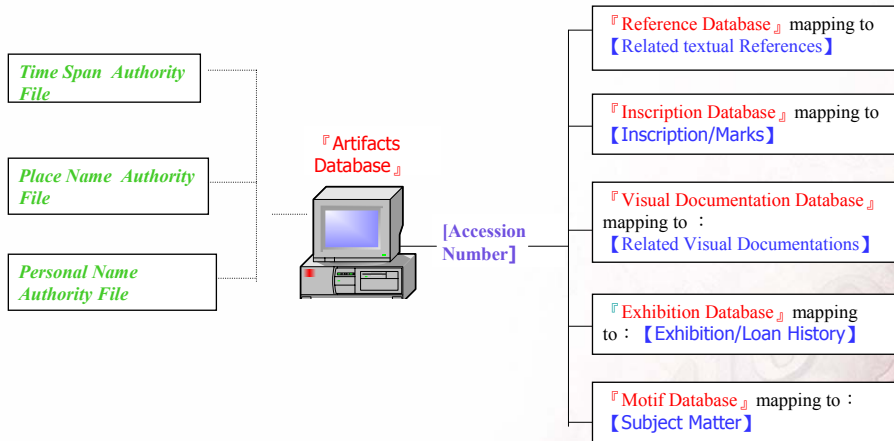 Time Span Authority
File
Place Name Authority
File
Personal Name
Authority File
『Artifacts
Database』
[Accession
Number]
『Reference Database』mapping to
【Related textual References】
『Inscription Database』mapping to
【Inscription/Marks】
『Visual Documentation Database』
mapping to：
【Related Visual Documentations】
『Exhibition Database』mapping
to：【Exhibition/Loan History】
『Motif Database』mapping to：
【Subject Matter】